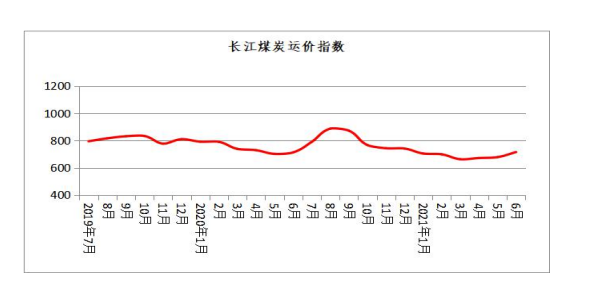 长江煤炭运价指数
1200
1000
800
600
400
2019年7月
8月
9月
10月
11月
12月
2020年1月
2月
3月
4月
5月
6月
7月
8月
9月
10月
11月
12月
2021年1月
2月
3月
4月
5月
6月